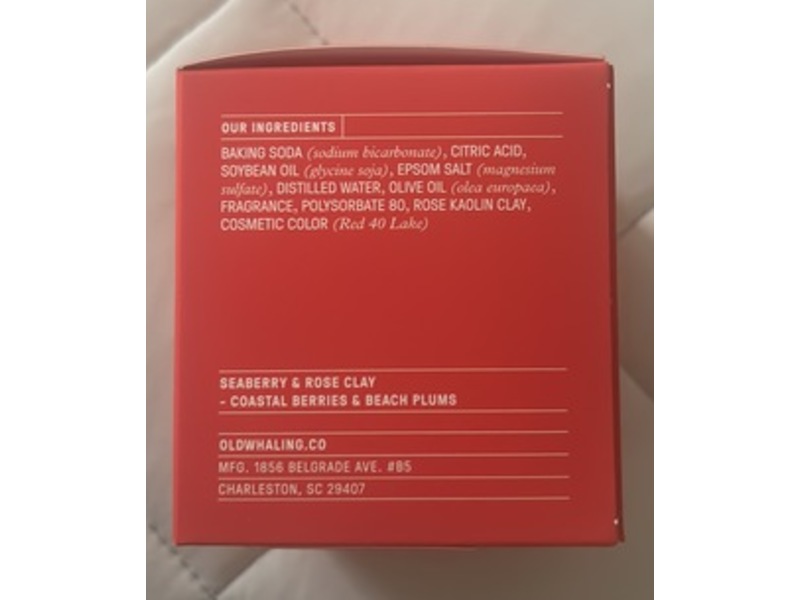 OUR INGREDIENTS
BAKING SODA (sodium bicarbonate), CITRIC ACID,
SOYBEAN OIL (glycine soja), EPSOM SALT (magnesium
sulfate), DISTILLED WATER, OLIVE OIL (olea europaea),
FRAGRANCE, POLYSORBATE 80, ROSE KAOLIN CLAY,
COSMETIC COLOR (Red 40 Lake)
SEABERRY & ROSE CLAY
- COASTAL BERRIES & BEACH PLUMS
OLDWHALING.CO
MFG. 1856 BELGRADE AVE. #B5
CHARLESTON, SC 29407